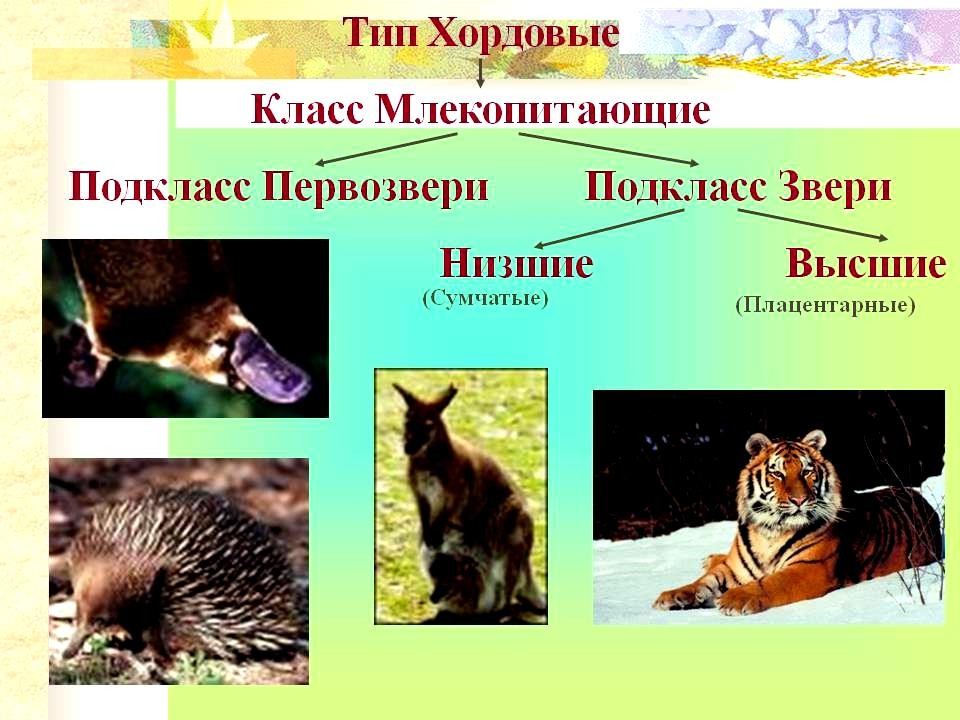 Тип Хордовые
Класс Млекопитающие
Подкласс Первозвери
Подкласс Звери
Низшие
(Сумчатые)
Высшие
(Плацентарные)